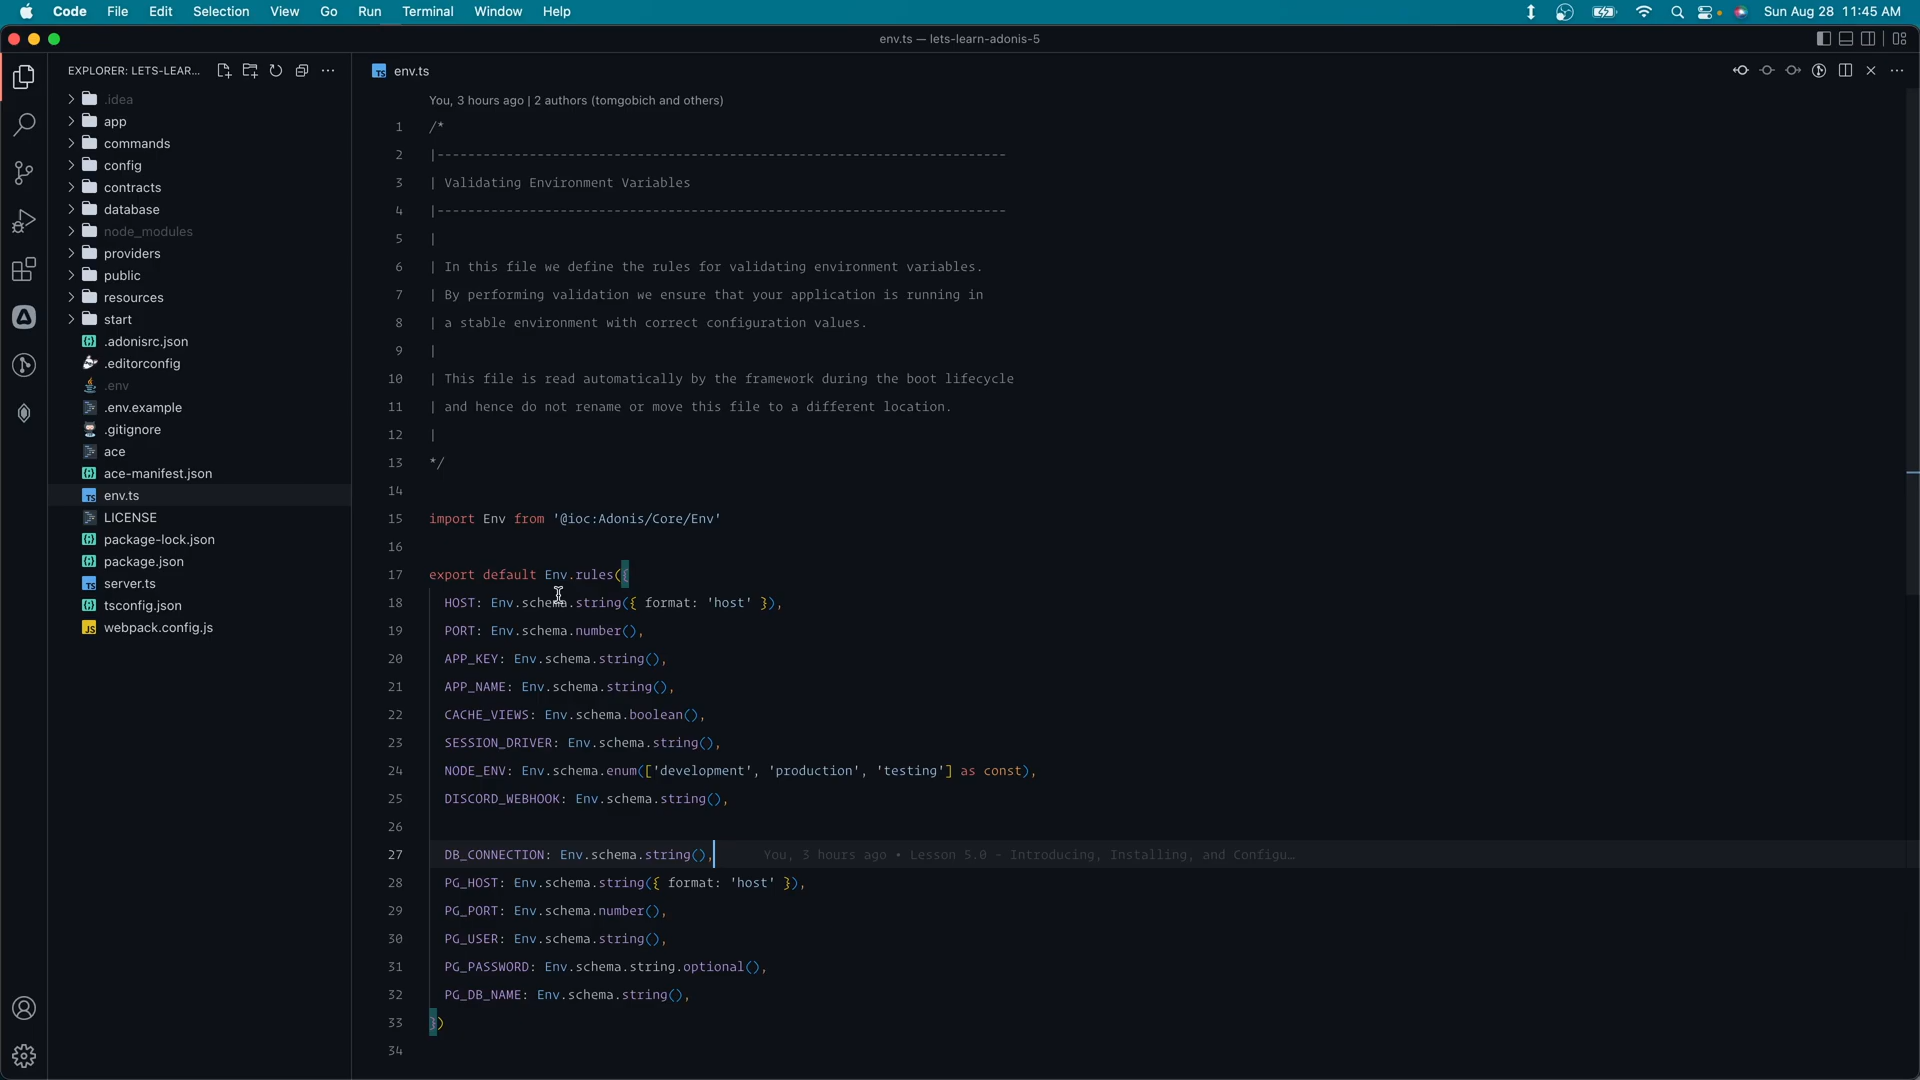 Code File Edit Selection View Go Run Terminal Window Help Sun Aug 28 11:45 AM
env.ts — lets-learn-adonis-5
EXPLORER: LETS-LEAR...
.idea
app
commands
config
contracts
database
node_modules
providers
public
resources
start
.adonisrc.json
.editorconfig
.env
.env.example
.gitignore
ace
ace-manifest.json
env.ts
LICENSE
package-lock.json
package.json
server.ts
tsconfig.json
webpack.config.js
env.ts
You, 3 hours ago | 2 authors (tomgobich and others)
1 /*
2 |--------------------------------------------------------------------------
3 | Validating Environment Variables
4 |--------------------------------------------------------------------------
5 |
6 | In this file we define the rules for validating environment variables.
7 | By performing validation we ensure that your application is running in
8 | a stable environment with correct configuration values.
9 |
10 | This file is read automatically by the framework during the boot lifecycle
11 | and hence do not rename or move this file to a different location.
12 |
13 */
14
15 import Env from '@ioc:Adonis/Core/Env'
16
17 export default Env.rules({
18 HOST: Env.schema.string({ format: 'host' }),
19 PORT: Env.schema.number(),
20 APP_KEY: Env.schema.string(),
21 APP_NAME: Env.schema.string(),
22 CACHE_VIEWS: Env.schema.boolean(),
23 SESSION_DRIVER: Env.schema.string(),
24 NODE_ENV: Env.schema.enum(['development', 'production', 'testing'] as const),
25 DISCORD_WEBHOOK: Env.schema.string(),
26
27 DB_CONNECTION: Env.schema.string(), You, 3 hours ago • Lesson 5.0 - Introducing, Installing, and Configu…
28 PG_HOST: Env.schema.string({ format: 'host' }),
29 PG_PORT: Env.schema.number(),
30 PG_USER: Env.schema.string(),
31 PG_PASSWORD: Env.schema.string.optional(),
32 PG_DB_NAME: Env.schema.string(),
33 })
34